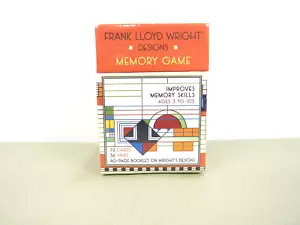 FRANK LLOYD WRIGHT™
DESIGNS
MEMORY GAME
IMPROVES
MEMORY SKILLS
AGES 3 TO 103
72 CARDS
36 PAIRS
40-PAGE BOOKLET ON WRIGHT'S DESIGNS